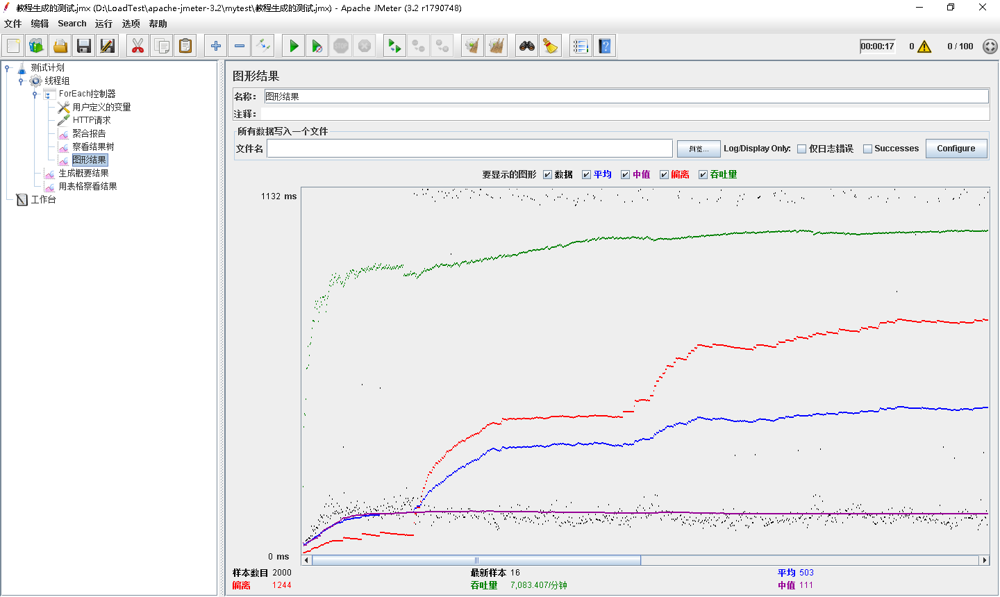 教程生成的测试.jmx (D:\LoadTest\apache-jmeter-3.2\mytest\教程生成的测试.jmx) - Apache JMeter (3.2 r1790748)
文件 编辑 Search 运行 选项 帮助
STOP 00:00:17 0 0 / 100
测试计划
线程组
ForEach控制器
用户定义的变量
HTTP请求
聚合报告
察看结果树
图形结果
生成概要结果
用表格察看结果
工作台
图形结果
名称： 图形结果
注释：
所有数据写入一个文件
文件名 浏览... Log/Display Only: 仅日志错误 Successes Configure
要显示的图形 数据 平均 中值 偏离 吞吐量
1132 ms
0 ms
样本数目 2000 最新样本 16 平均 503
偏离 1244 吞吐量 7,083.407/分钟 中值 111